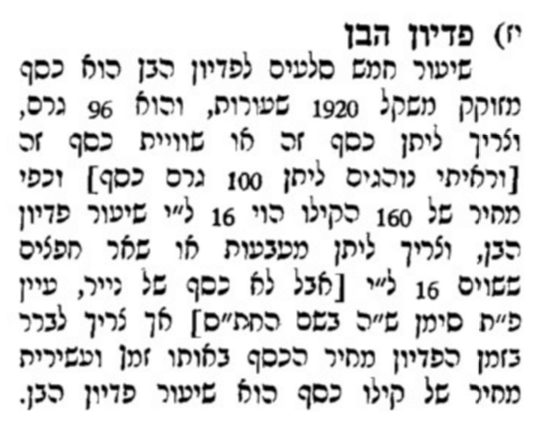 יז) פדיון הבן
שיעור חמש סלעים לפדיון הבן הוא כסף
מזוקק משקל 1920 שעורות, והוא 96 גרם,
וצריך ליתן כסף זה או שוויית כסף זה
[וראיתי נוהגים ליתן 100 גרם כסף] וכפי
מחיר של 160 הקילו הוי 16 ל״י שיעור פדיון
הבן, וצריך ליתן מטבעות או שאר חפצים
ששוים 16 ל״י [אבל לא כסף של נייר, עיין
פ״ת סימן ש״ה בשם החת״ס] אך צריך לברר
בזמן הפדיון מחיר הכסף באותו זמן ועשירית
מחיר של קילו כסף הוא שיעור פדיון הבן.